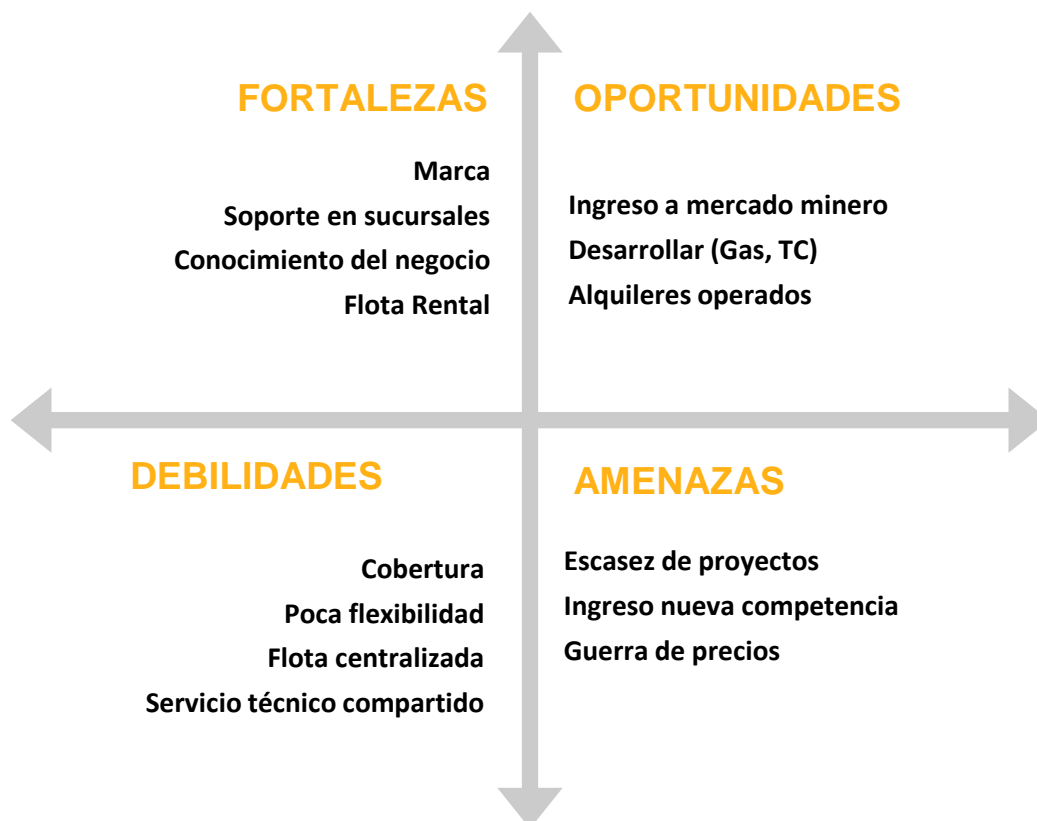 FORTALEZAS
Marca
Soporte en sucursales
Conocimiento del negocio
Flota Rental
OPORTUNIDADES
Ingreso a mercado minero
Desarrollar (Gas, TC)
Alquileres operados
DEBILIDADES
Cobertura
Poca flexibilidad
Flota centralizada
Servicio técnico compartido
AMENAZAS
Escasez de proyectos
Ingreso nueva competencia
Guerra de precios